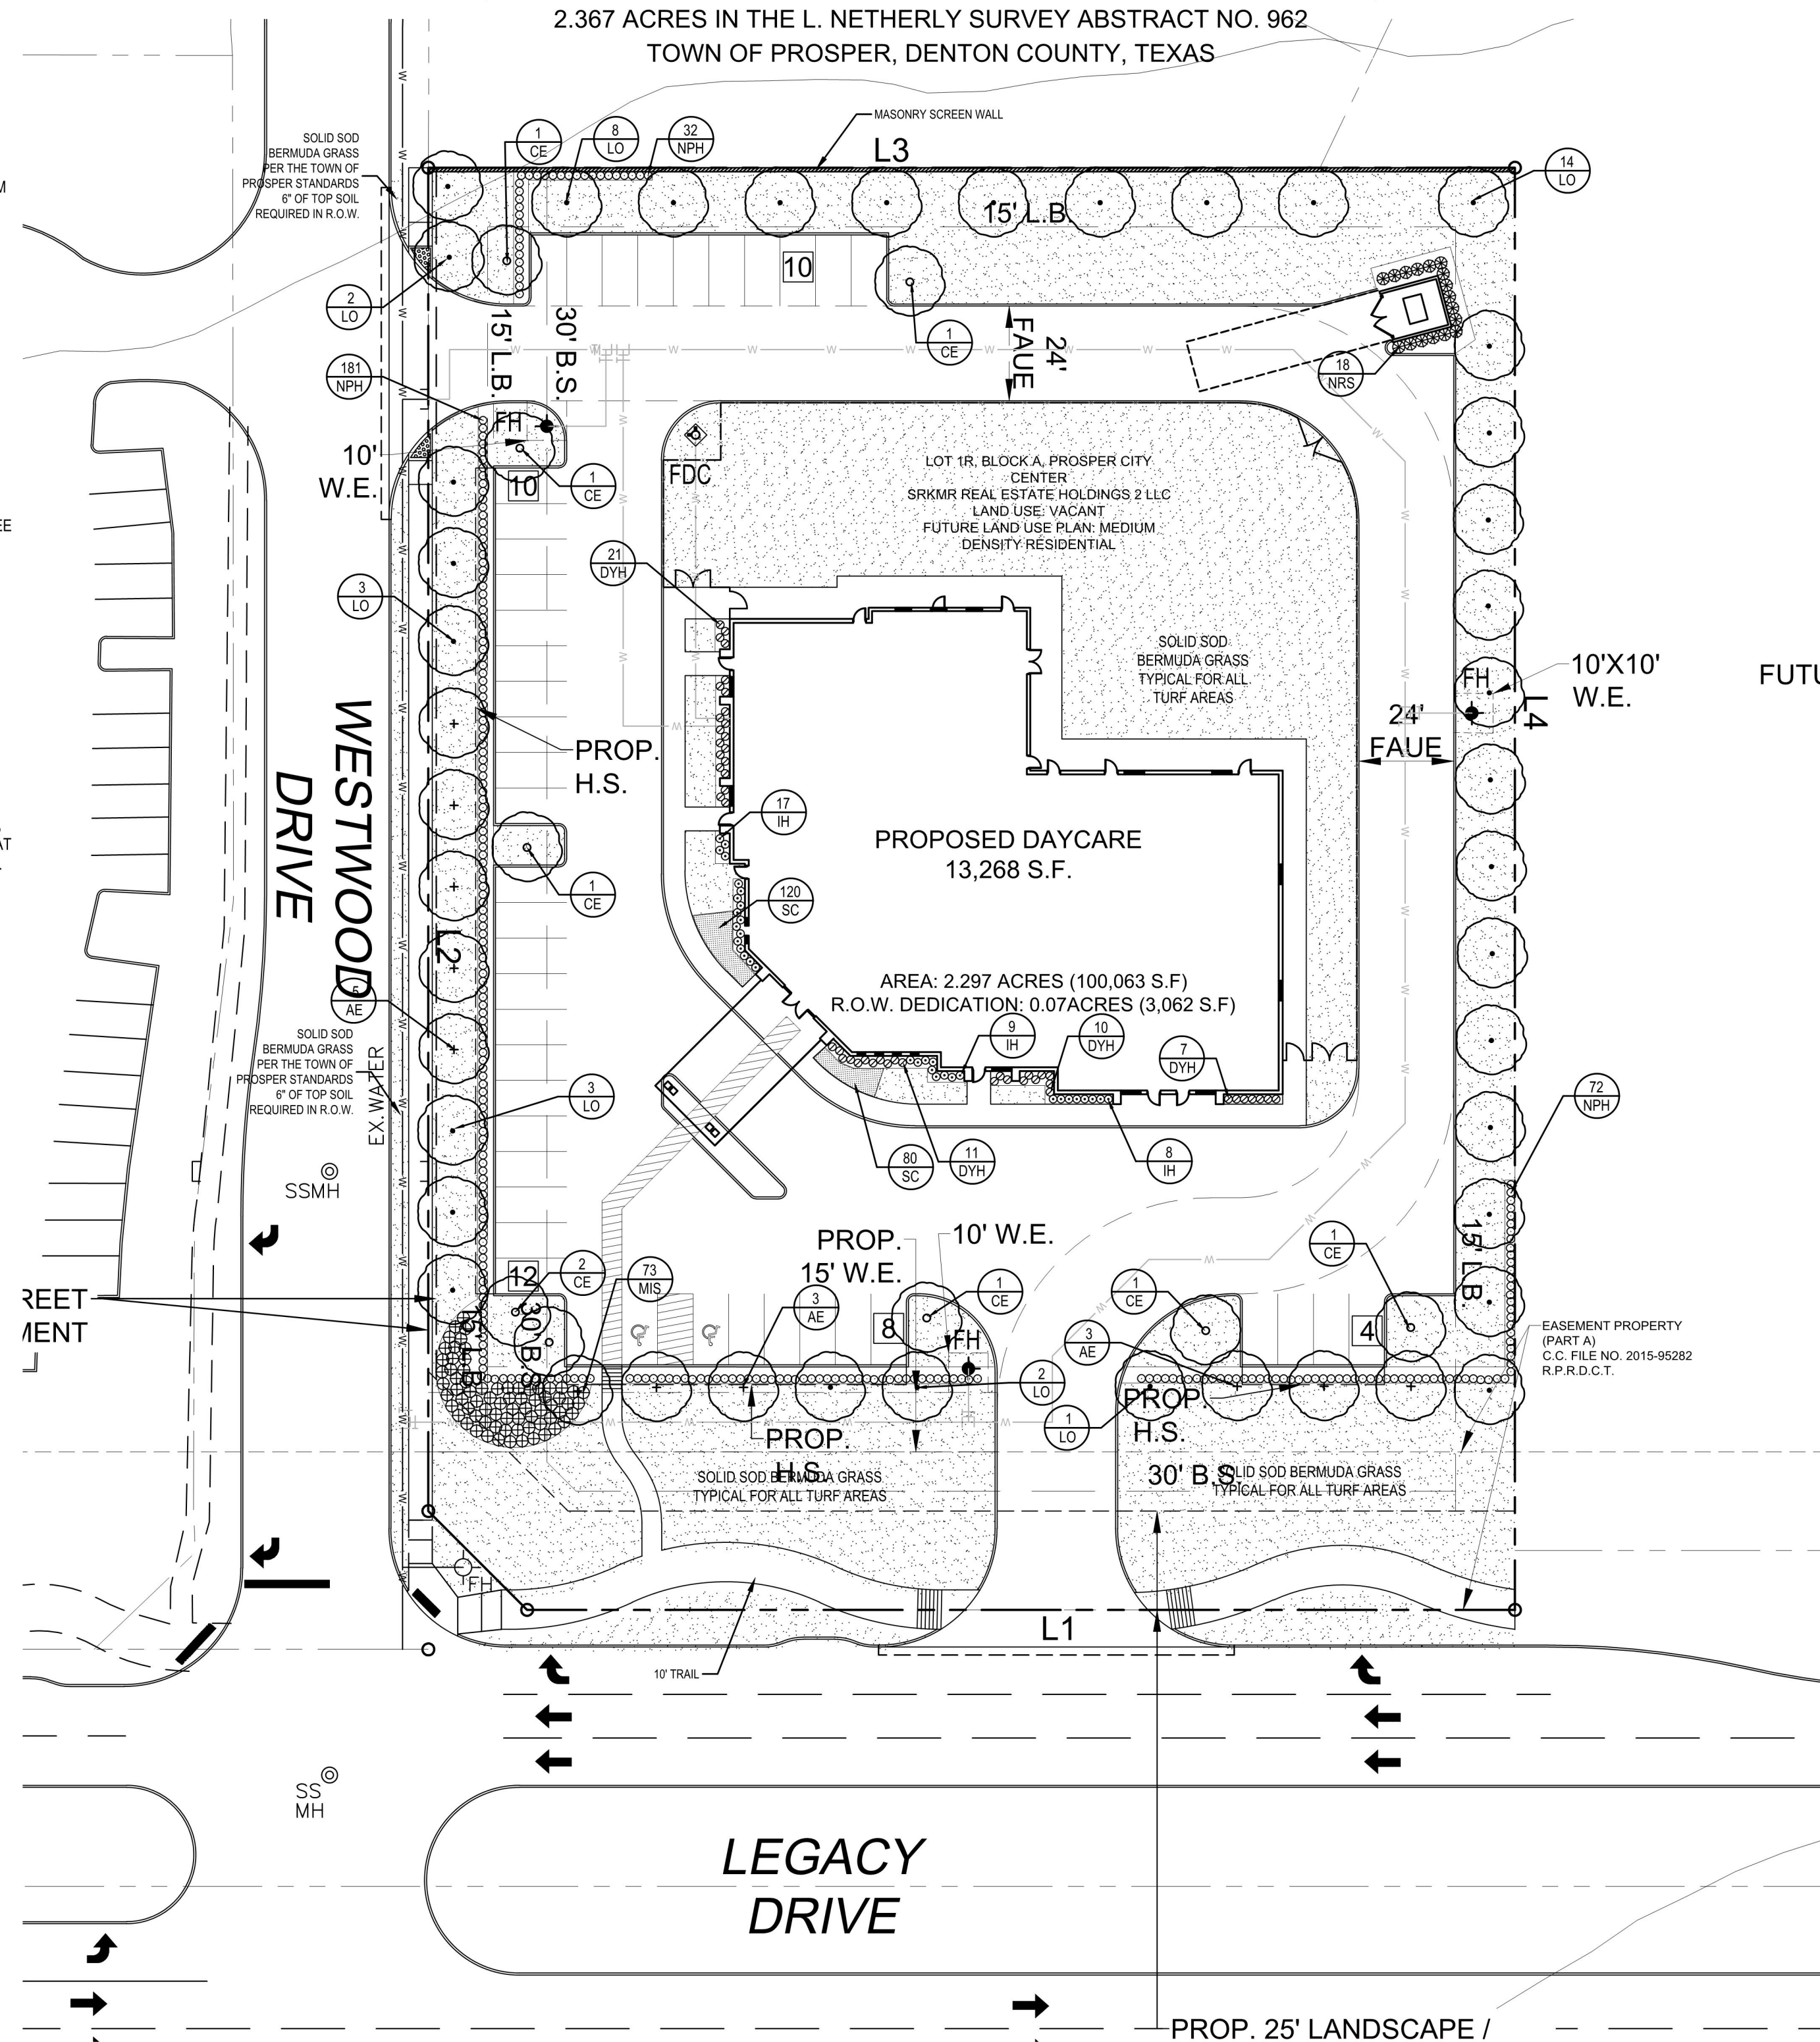 2.367 ACRES IN THE L. NETHERLY SURVEY ABSTRACT NO. 962
TOWN OF PROSPER, DENTON COUNTY, TEXAS
MASONRY SCREEN WALL
L3
SOLID SOD
BERMUDA GRASS
PER THE TOWN OF
PROSPER STANDARDS
6" OF TOP SOIL
REQUIRED IN R.O.W.
1
CE
8
LO
32
NPH
14
LO
M
15' L.B.
10
2
LO
15' L.B.
30' B.S.
1
CE
24'
FAUE
18
NRS
181
NPH
FH
10'
W.E.
10
1
CE
FDC
LOT 1R, BLOCK A, PROSPER CITY
CENTER
SRKMR REAL ESTATE HOLDINGS 2 LLC
LAND USE: VACANT
FUTURE LAND USE PLAN: MEDIUM
DENSITY RESIDENTIAL
EE
21
DYH
3
LO
SOLID SOD
BERMUDA GRASS
TYPICAL FOR ALL
TURF AREAS
FH
10'X10'
W.E.
FUTU
L4
24'
FAUE
WESTWOOD
DRIVE
PROP.
H.S.
17
IH
PROPOSED DAYCARE
13,268 S.F.
AT
1
CE
120
SC
L2
AREA: 2.297 ACRES (100,063 S.F)
R.O.W. DEDICATION: 0.07ACRES (3,062 S.F)
5
AE
SOLID SOD
BERMUDA GRASS
PER THE TOWN OF
PROSPER STANDARDS
6" OF TOP SOIL
REQUIRED IN R.O.W.
EX.WATER
9
IH
10
DYH
7
DYH
3
LO
72
NPH
80
SC
11
DYH
8
IH
SSMH
15' L.B.
PROP.
15' W.E.
10' W.E.
1
CE
12
2
CE
73
MIS
3
AE
1
CE
1
CE
REET
MENT
15' L.B.
30' B.S.
8
FH
4
3
AE
EASEMENT PROPERTY
(PART A)
C.C. FILE NO. 2015-95282
R.P.R.D.C.T.
2
LO
1
LO
PROP.
H.S.
PROP.
H.S.
30' B.S.
SOLID SOD BERMUDA GRASS
TYPICAL FOR ALL TURF AREAS
SOLID SOD BERMUDA GRASS
TYPICAL FOR ALL TURF AREAS
FH
L1
10' TRAIL
SS
MH
LEGACY
DRIVE
PROP. 25' LANDSCAPE /